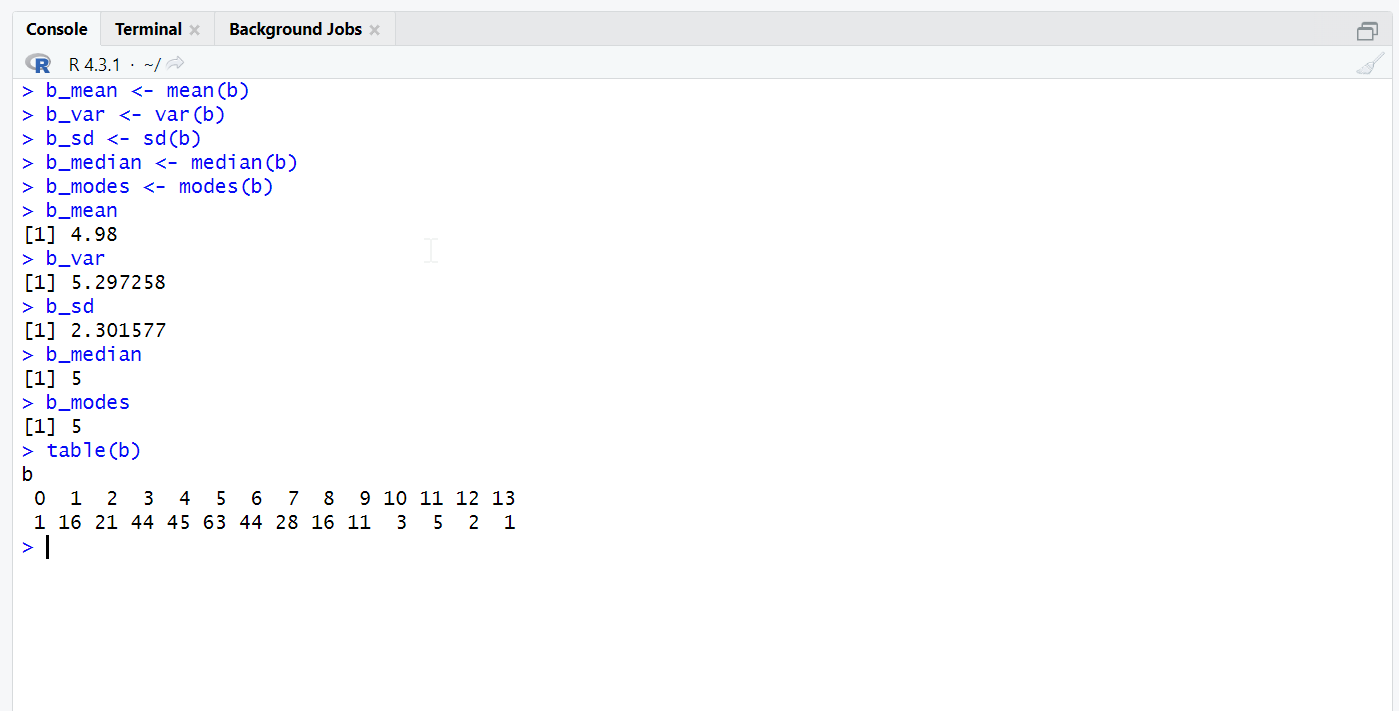 Console Terminal Background Jobs
R R 4.3.1 · ~/
> b_mean <- mean(b)
> b_var <- var(b)
> b_sd <- sd(b)
> b_median <- median(b)
> b_modes <- modes(b)
> b_mean
[1] 4.98
> b_var
[1] 5.297258
> b_sd
[1] 2.301577
> b_median
[1] 5
> b_modes
[1] 5
> table(b)
b
 0  1  2  3  4  5  6  7  8  9 10 11 12 13
 1 16 21 44 45 63 44 28 16 11  3  5  2  1
>